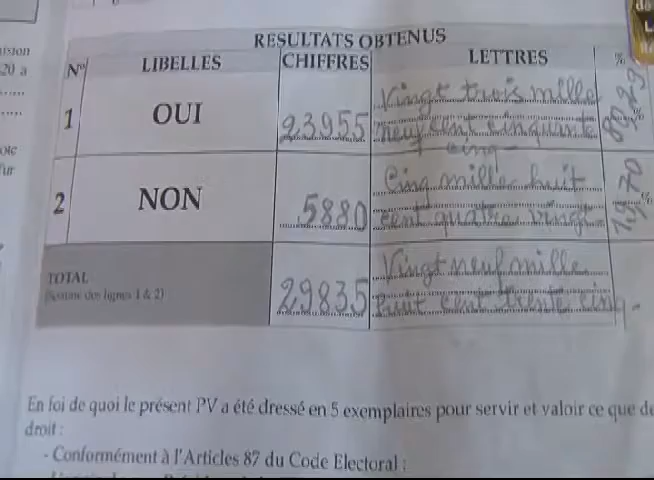 RESULTATS OBTENUS
N° LIBELLES CHIFFRES LETTRES %
1 OUI 23955 Vingt trois mille
neuf cent cinquante
cinq
2 NON 5880 Cinq mille huit 19,70 %
cent quatre vingt
TOTAL 29835 Vingt neuf mille
(Somme des lignes 1 & 2) huit cent trente cinq
En foi de quoi le présent PV a été dressé en 5 exemplaires pour servir et valoir ce que de
droit :
- Conformément à l'Articles 87 du Code Electoral :